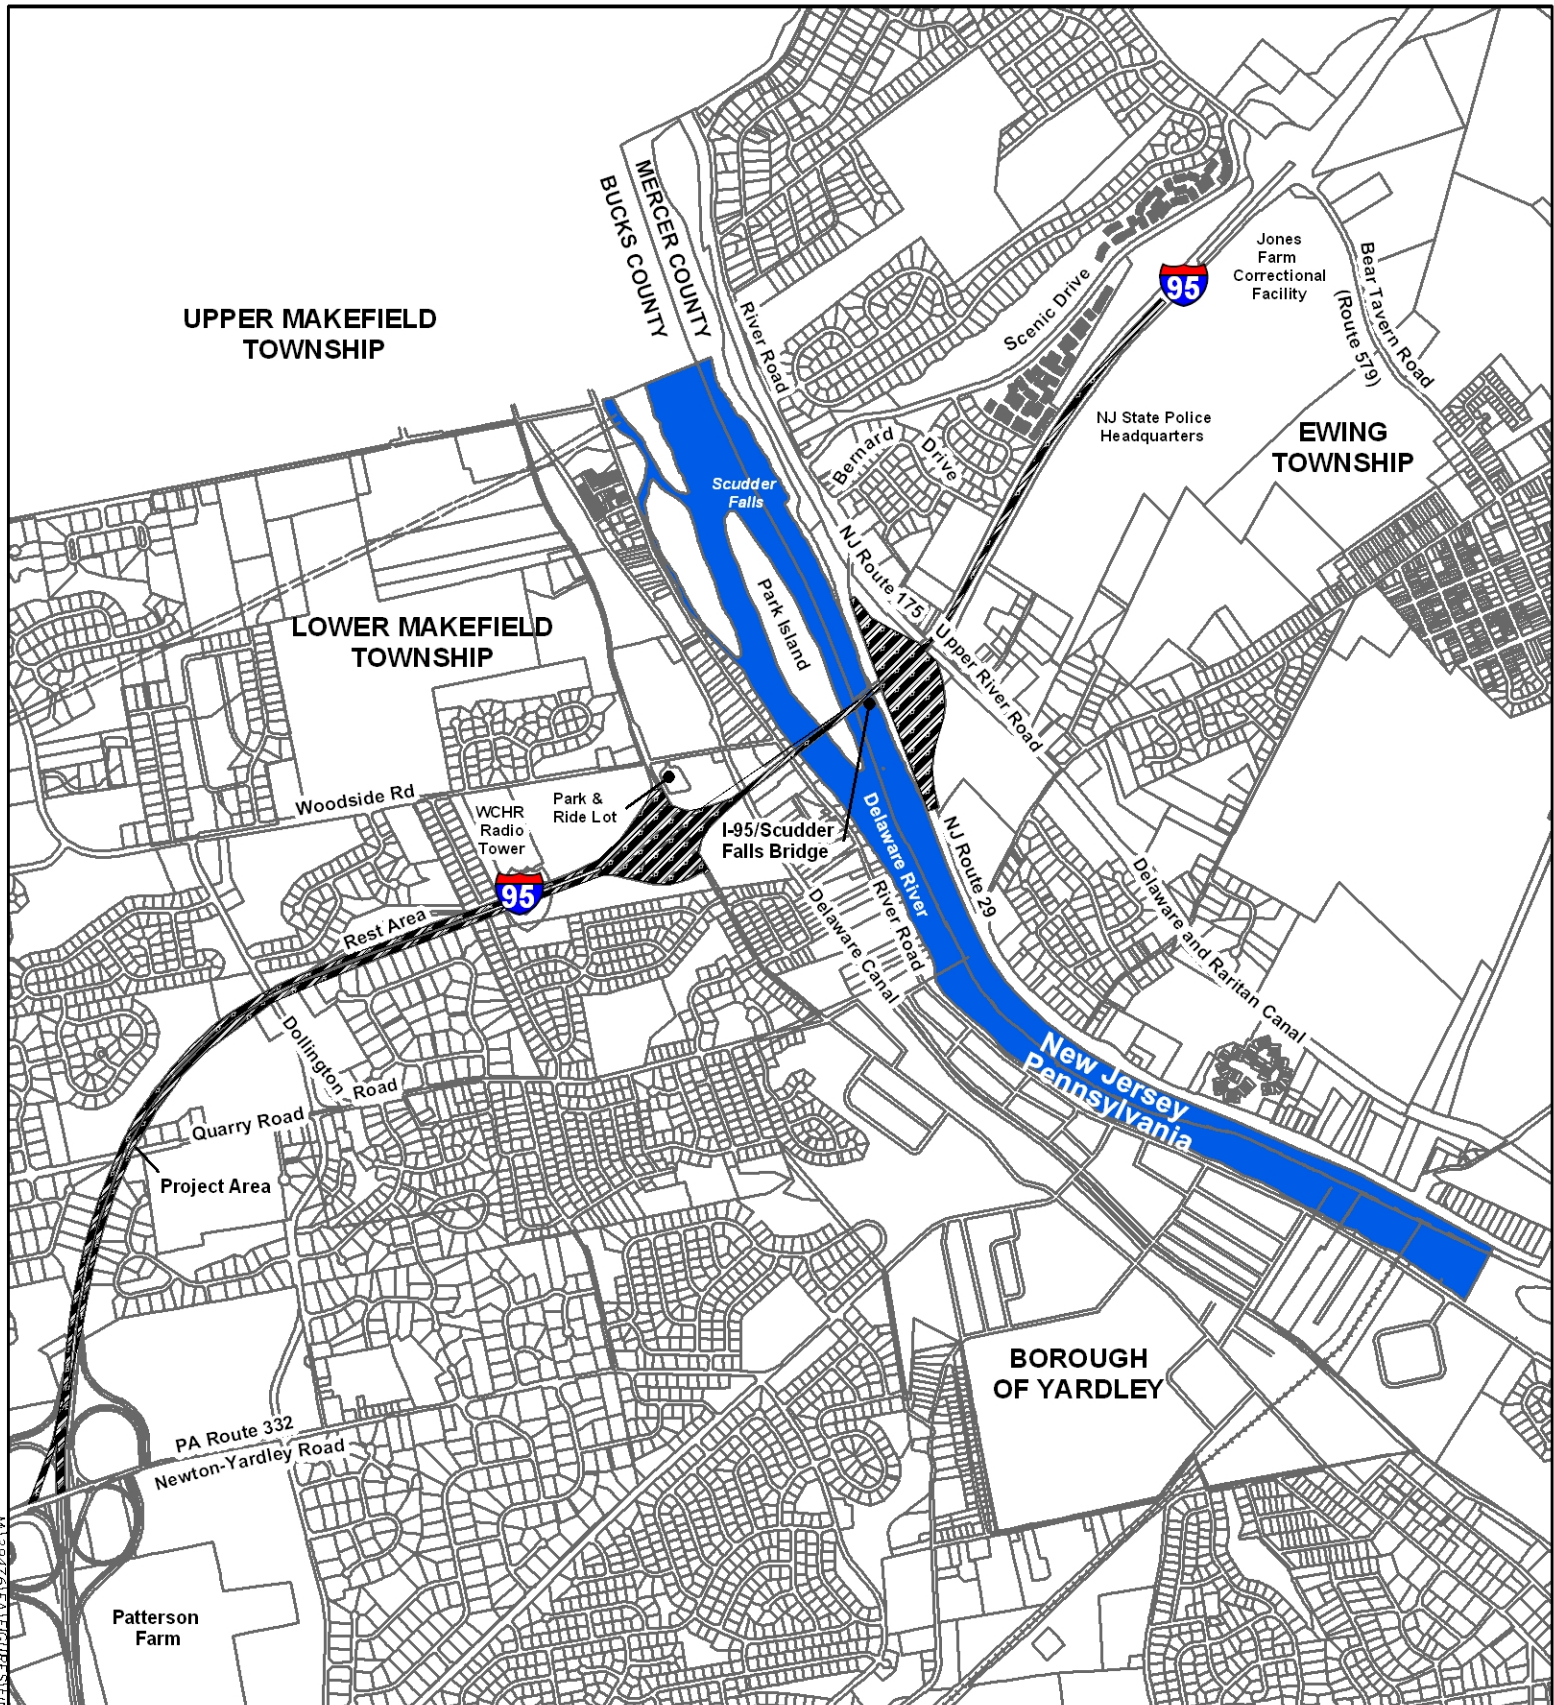 MERCER COUNTY
BUCKS COUNTY
UPPER MAKEFIELD
TOWNSHIP
River Road
Scenic Drive
95
Jones
Farm
Correctional
Facility
Bear Tavern Road
(Route 579)
NJ State Police
Headquarters
EWING
TOWNSHIP
Bernard
Drive
Scudder
Falls
NJ Route 175
Upper River Road
Park Island
LOWER MAKEFIELD
TOWNSHIP
Woodside Rd
WCHR
Radio
Tower
Park &
Ride Lot
I-95/Scudder
Falls Bridge
Delaware River
NJ Route 29
River Road
Delaware Canal
Delaware and Raritan Canal
95
Rest Area
Dollington
Road
Quarry Road
Project Area
New Jersey
Pennsylvania
BOROUGH
OF YARDLEY
PA Route 332
Newton-Yardley Road
Patterson
Farm